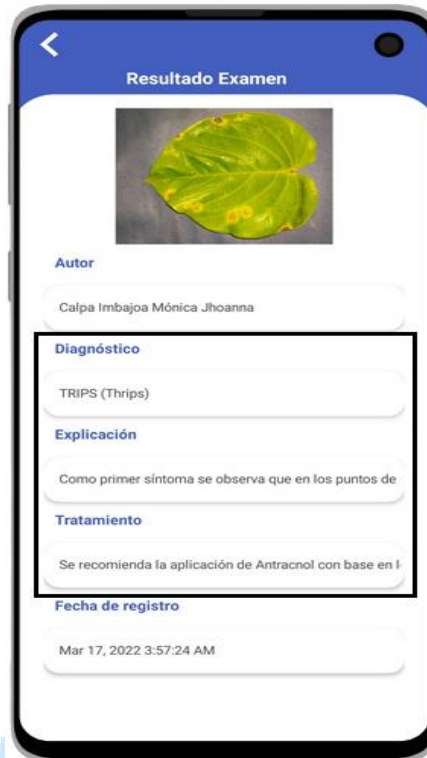 Resultado Examen
Autor
Calpa Imbajoa Mónica Jhoanna
Diagnóstico
TRIPS (Thrips)
Explicación
Como primer síntoma se observa que en los puntos de
Tratamiento
Se recomienda la aplicación de Antracnol con base en l
Fecha de registro
Mar 17, 2022 3:57:24 AM